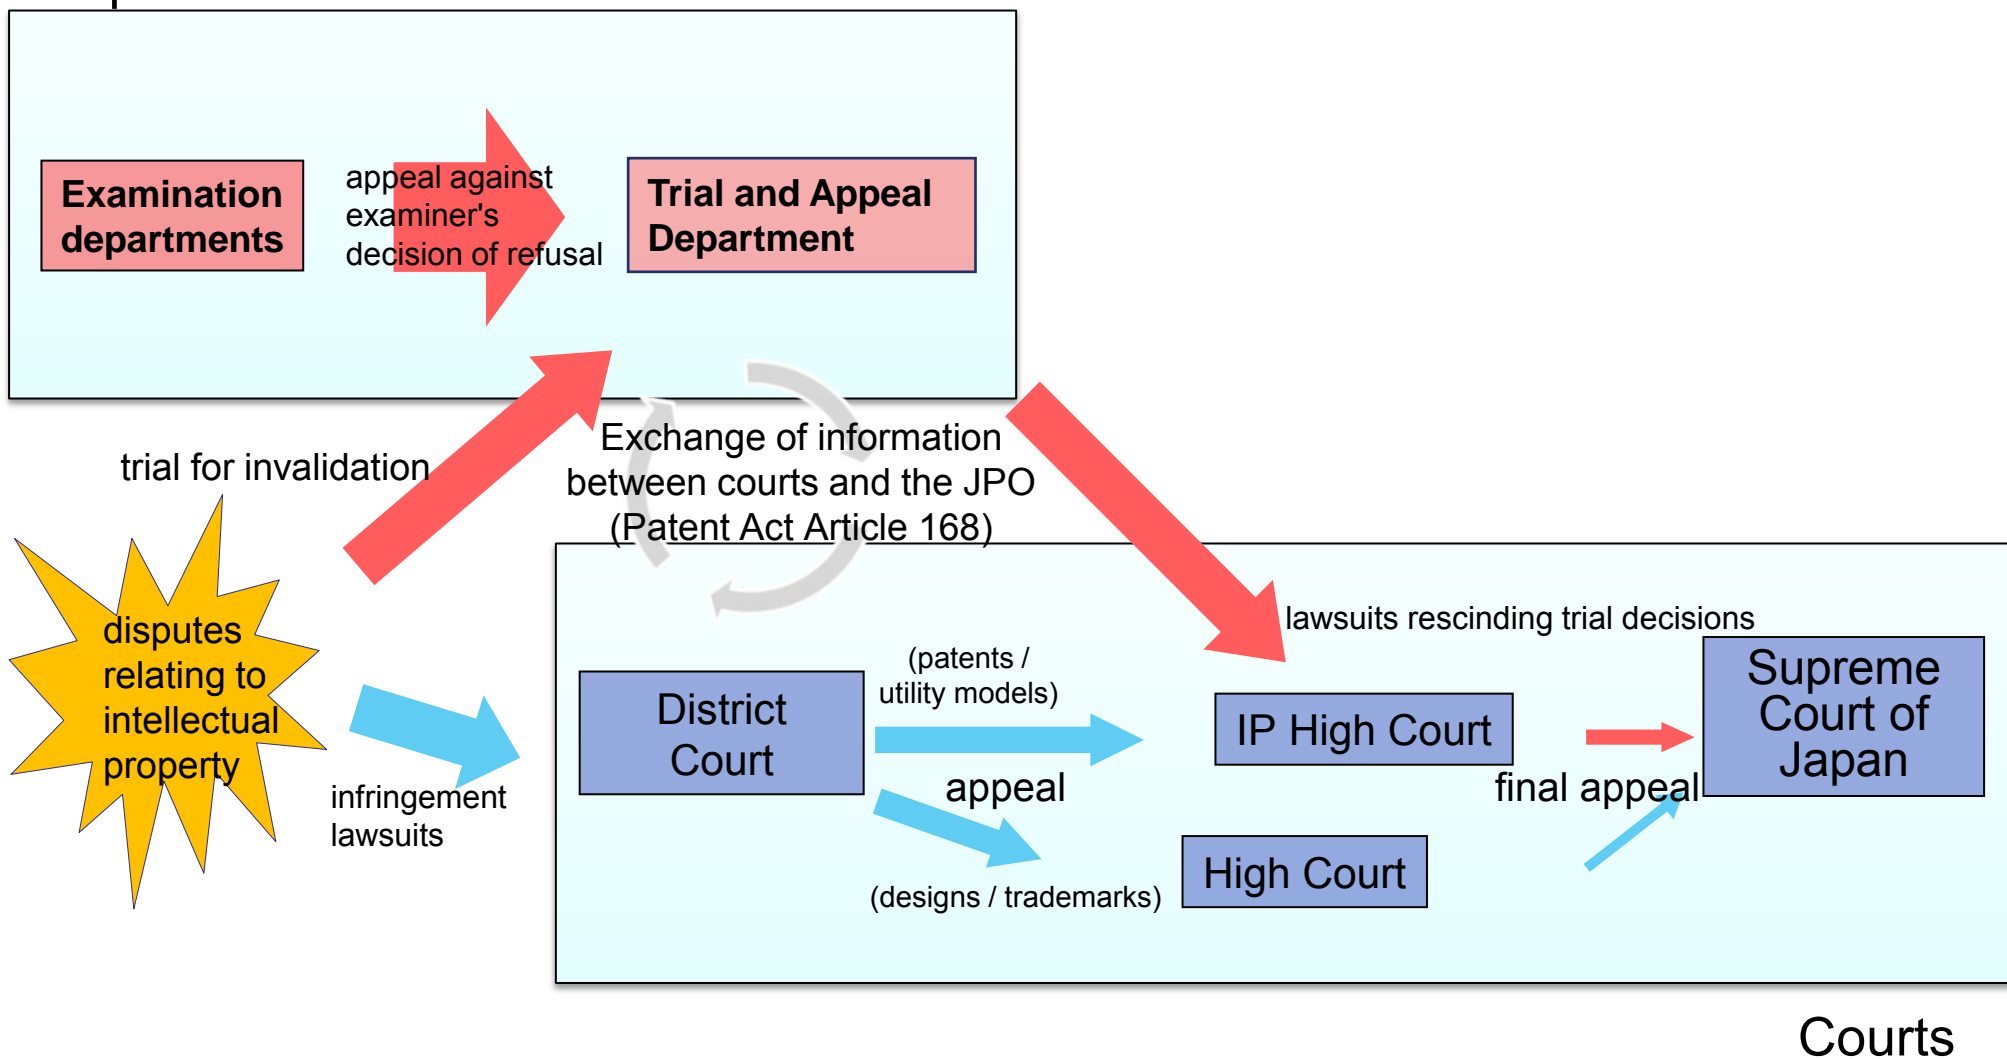 Examination
departments
appeal against
examiner's
decision of refusal
Trial and Appeal
Department
trial for invalidation
Exchange of information
between courts and the JPO
(Patent Act Article 168)
disputes
relating to
intellectual
property
infringement
lawsuits
lawsuits rescinding trial decisions
District
Court
(patents /
utility models)
appeal
(designs / trademarks)
IP High Court
High Court
final appeal
Supreme
Court of
Japan
Courts